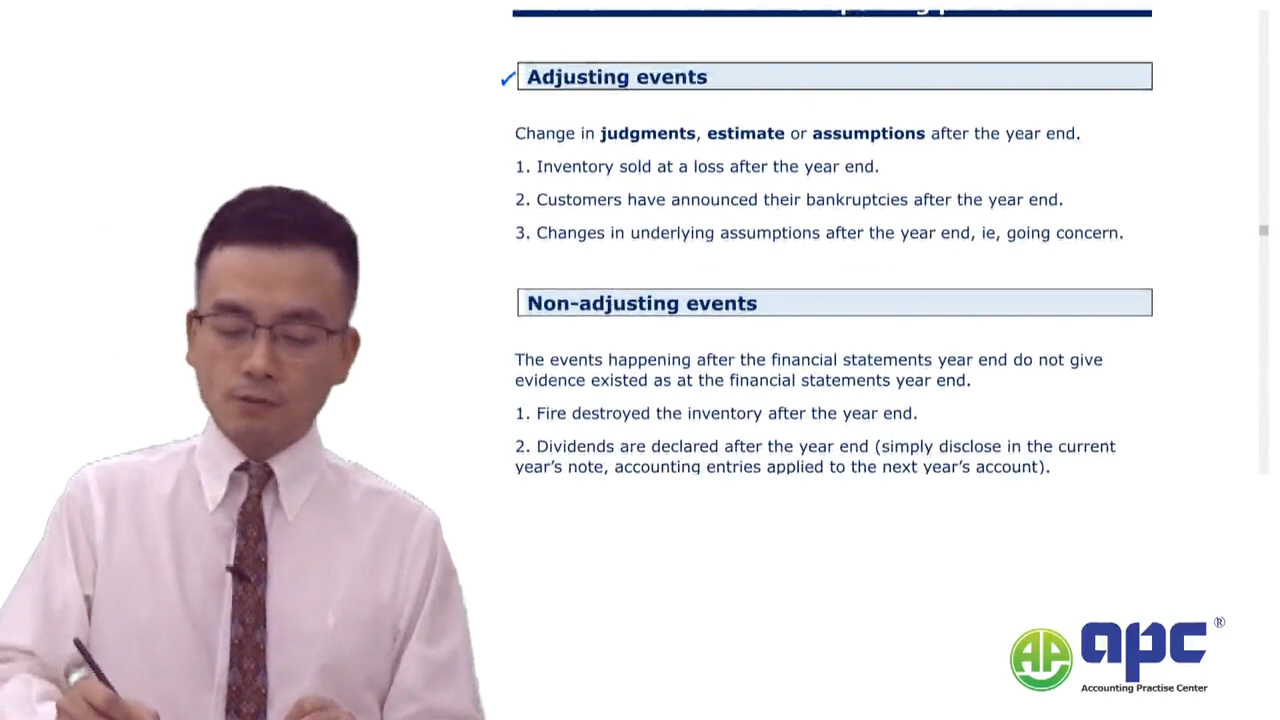 Adjusting events
Change in judgments, estimate or assumptions after the year end.
1. Inventory sold at a loss after the year end.
2. Customers have announced their bankruptcies after the year end.
3. Changes in underlying assumptions after the year end, ie, going concern.
Non-adjusting events
The events happening after the financial statements year end do not give
evidence existed as at the financial statements year end.
1. Fire destroyed the inventory after the year end.
2. Dividends are declared after the year end (simply disclose in the current
year's note, accounting entries applied to the next year's account).
apc ®
Accounting Practise Center